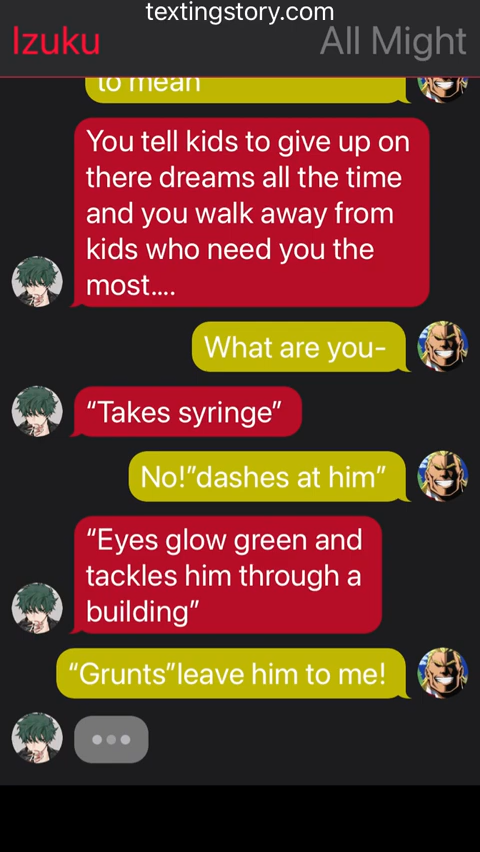 textingstory.com
Izuku
All Might
to mean
You tell kids to give up on
there dreams all the time
and you walk away from
kids who need you the
most....
What are you-
“Takes syringe”
No!”dashes at him”
“Eyes glow green and
tackles him through a
building”
“Grunts”leave him to me!